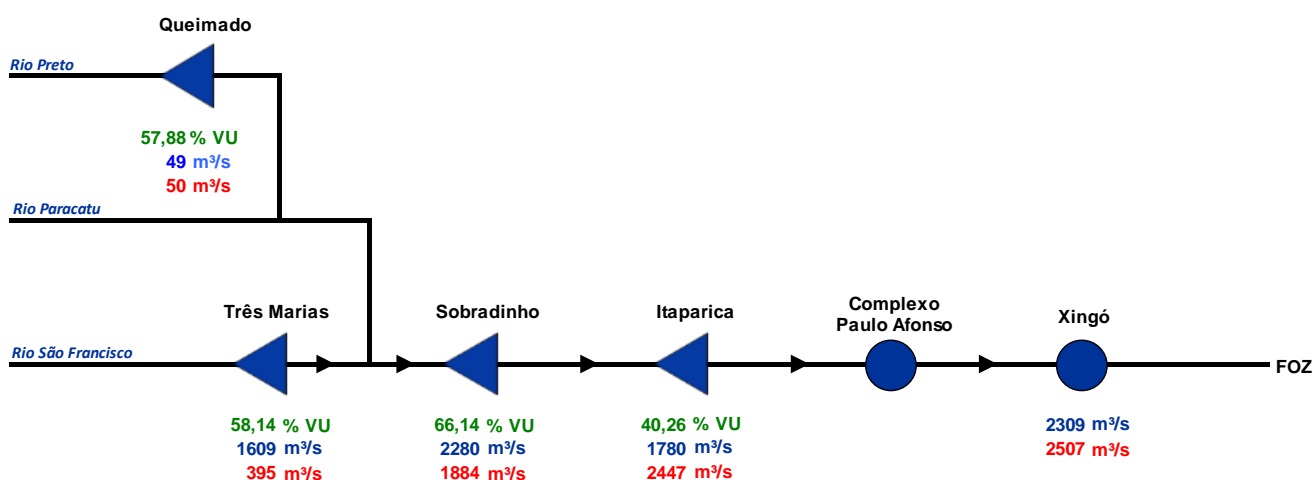 Queimado
Rio Preto
57,88 % VU
49 m³/s
50 m³/s
Rio Paracatu
Três Marias
Sobradinho
Itaparica
Complexo
Paulo Afonso
Xingó
Rio São Francisco
FOZ
58,14 % VU
1609 m³/s
395 m³/s
66,14 % VU
2280 m³/s
1884 m³/s
40,26 % VU
1780 m³/s
2447 m³/s
2309 m³/s
2507 m³/s